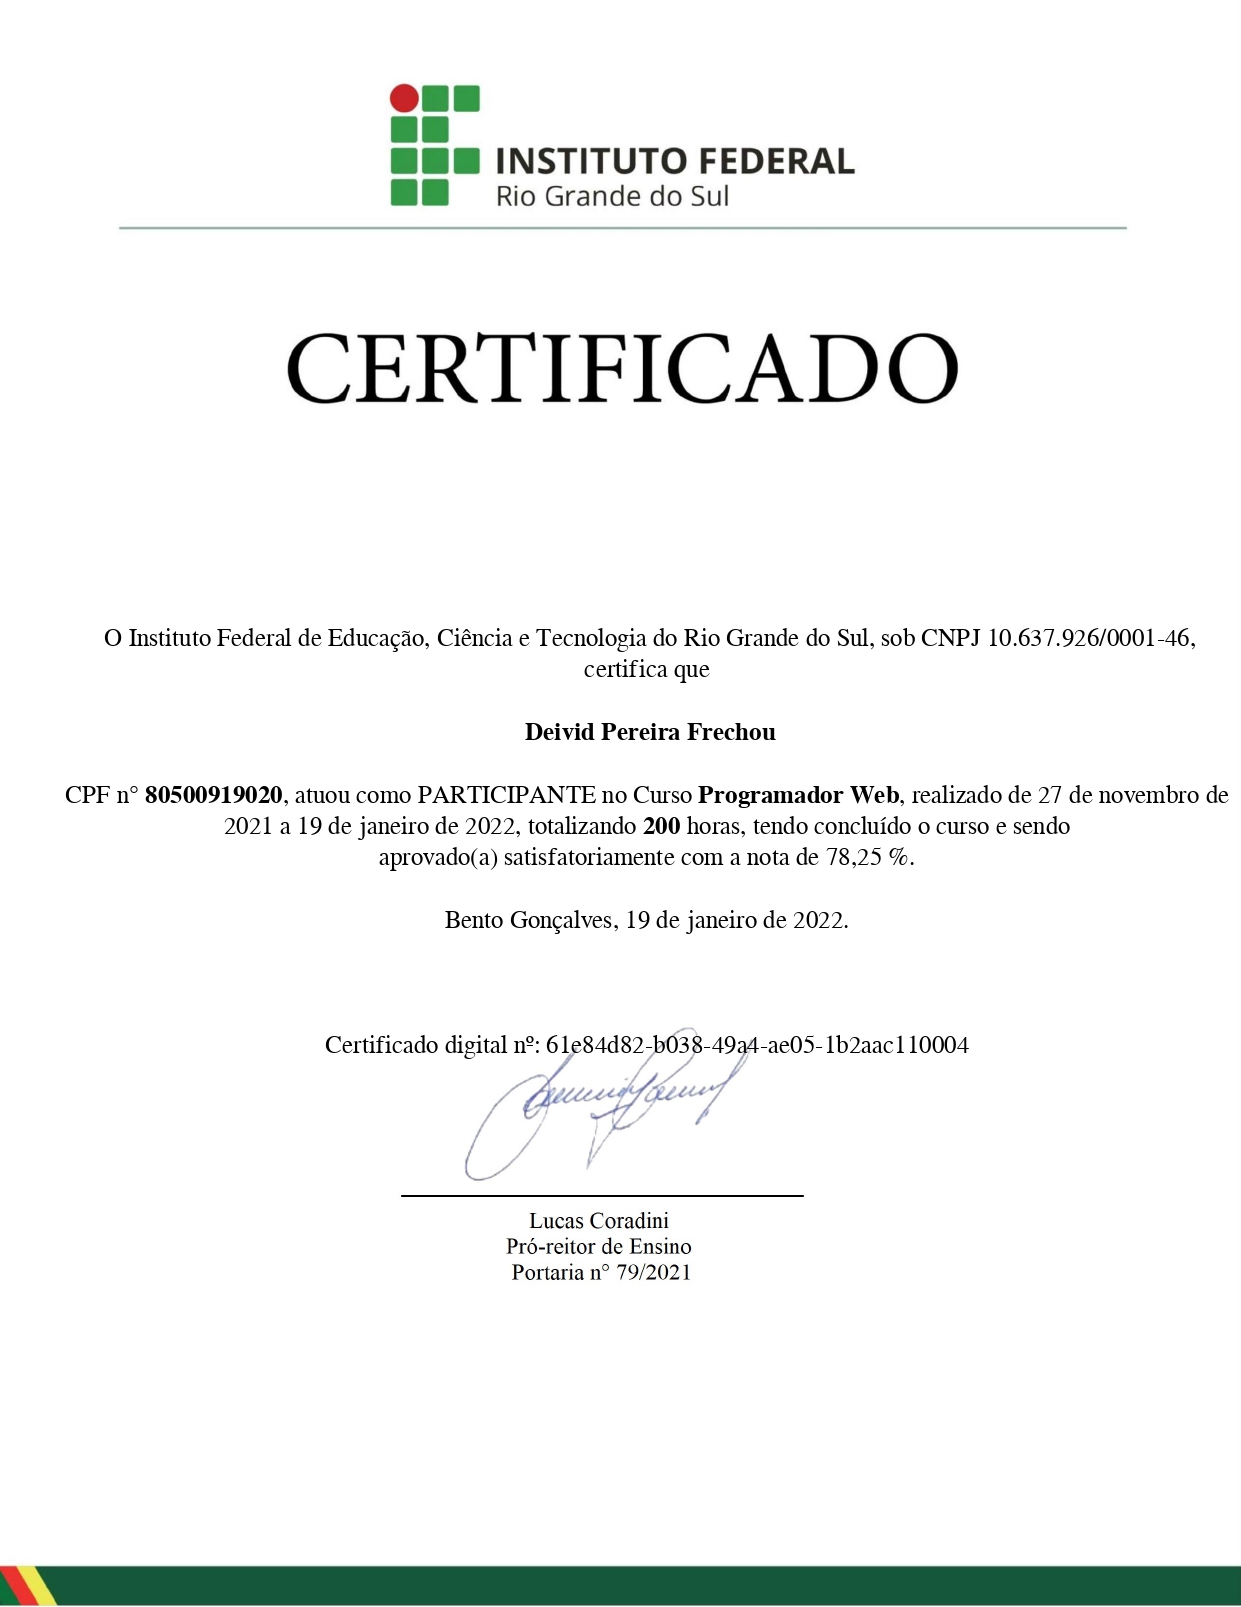 INSTITUTO FEDERAL
Rio Grande do Sul
CERTIFICADO
O Instituto Federal de Educação, Ciência e Tecnologia do Rio Grande do Sul, sob CNPJ 10.637.926/0001-46,
certifica que
Deivid Pereira Frechou
CPF n° 80500919020, atuou como PARTICIPANTE no Curso Programador Web, realizado de 27 de novembro de
2021 a 19 de janeiro de 2022, totalizando 200 horas, tendo concluído o curso e sendo
aprovado(a) satisfatoriamente com a nota de 78,25 %.
Bento Gonçalves, 19 de janeiro de 2022.
Certificado digital nº: 61e84d82-b038-49a4-ae05-1b2aac110004
Lucas Coradini
Pró-reitor de Ensino
Portaria n° 79/2021